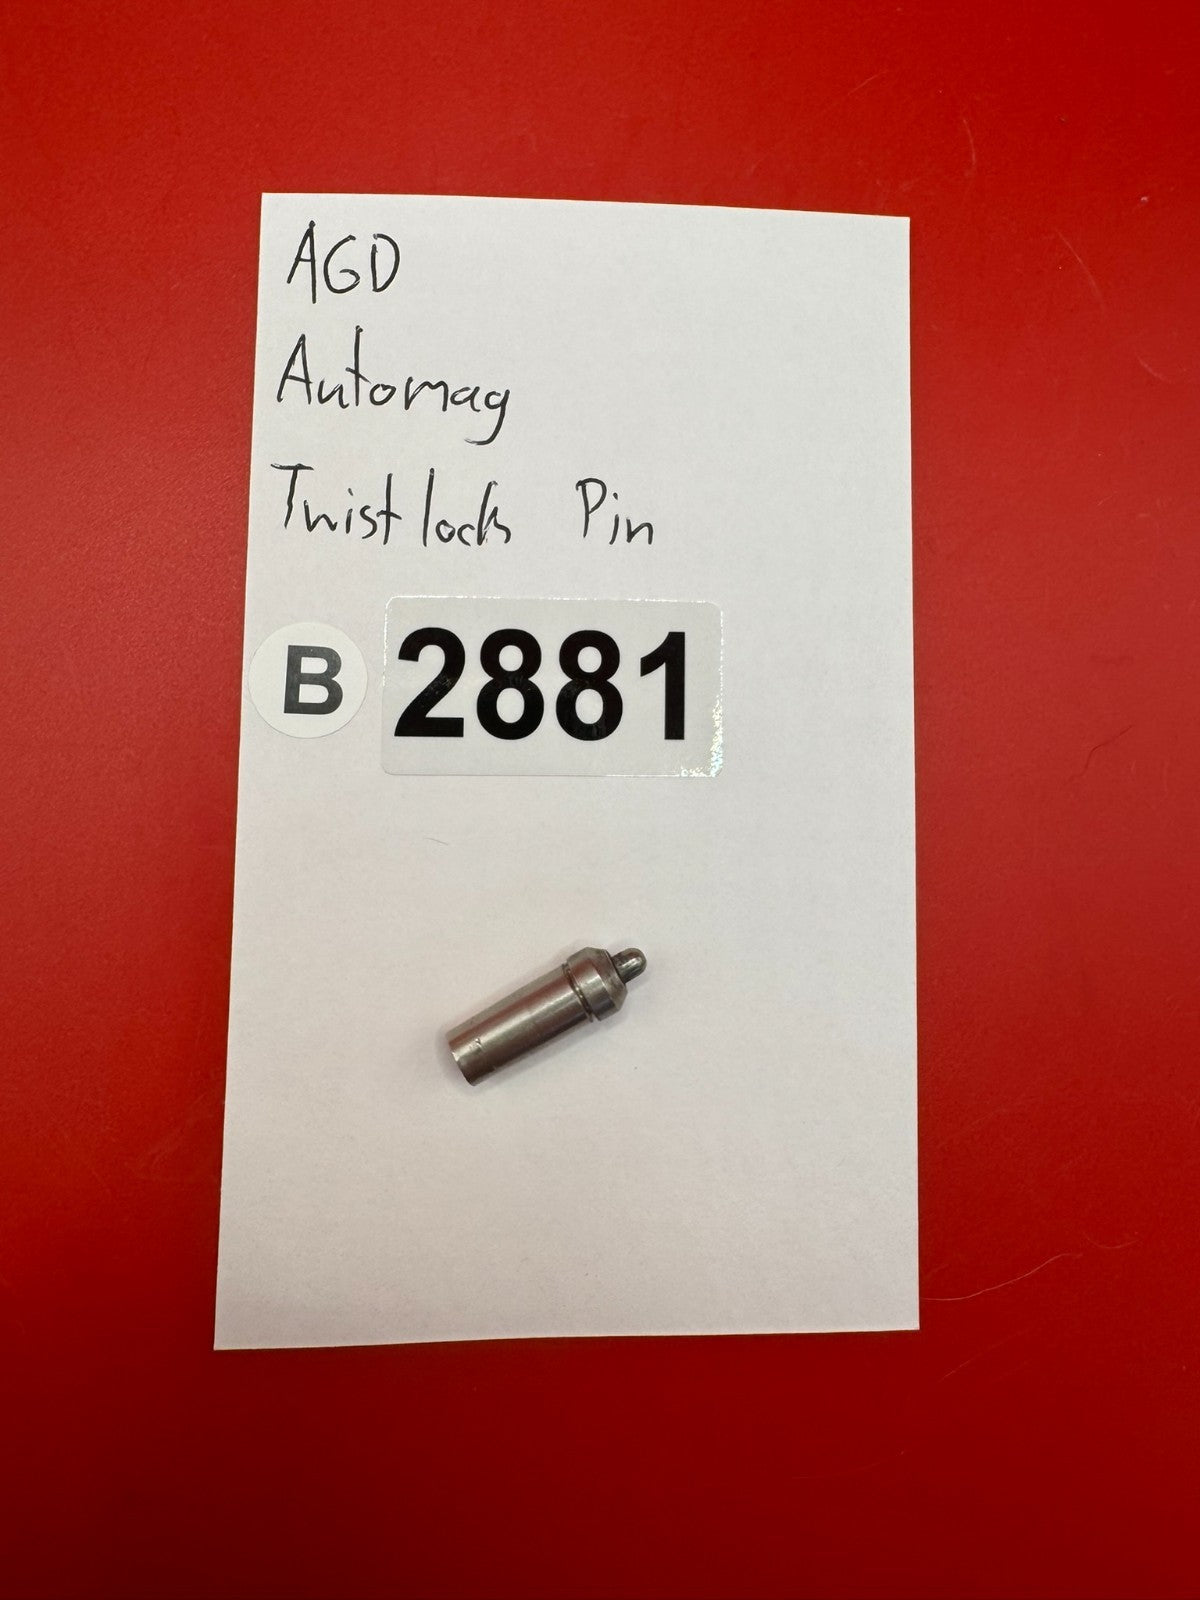 AGD
Automag
Twist lock Pin
B 2881